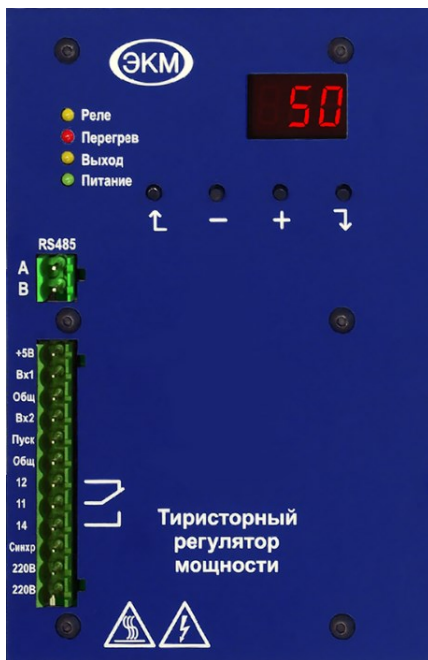 ЭКМ
50
Реле
Перегрев
Выход
Питание
RS485
A
B
+5В
Вх1
Общ
Вх2
Пуск
Общ
12
11
14
Синхр
220В
220В
Тиристорный
регулятор
мощности